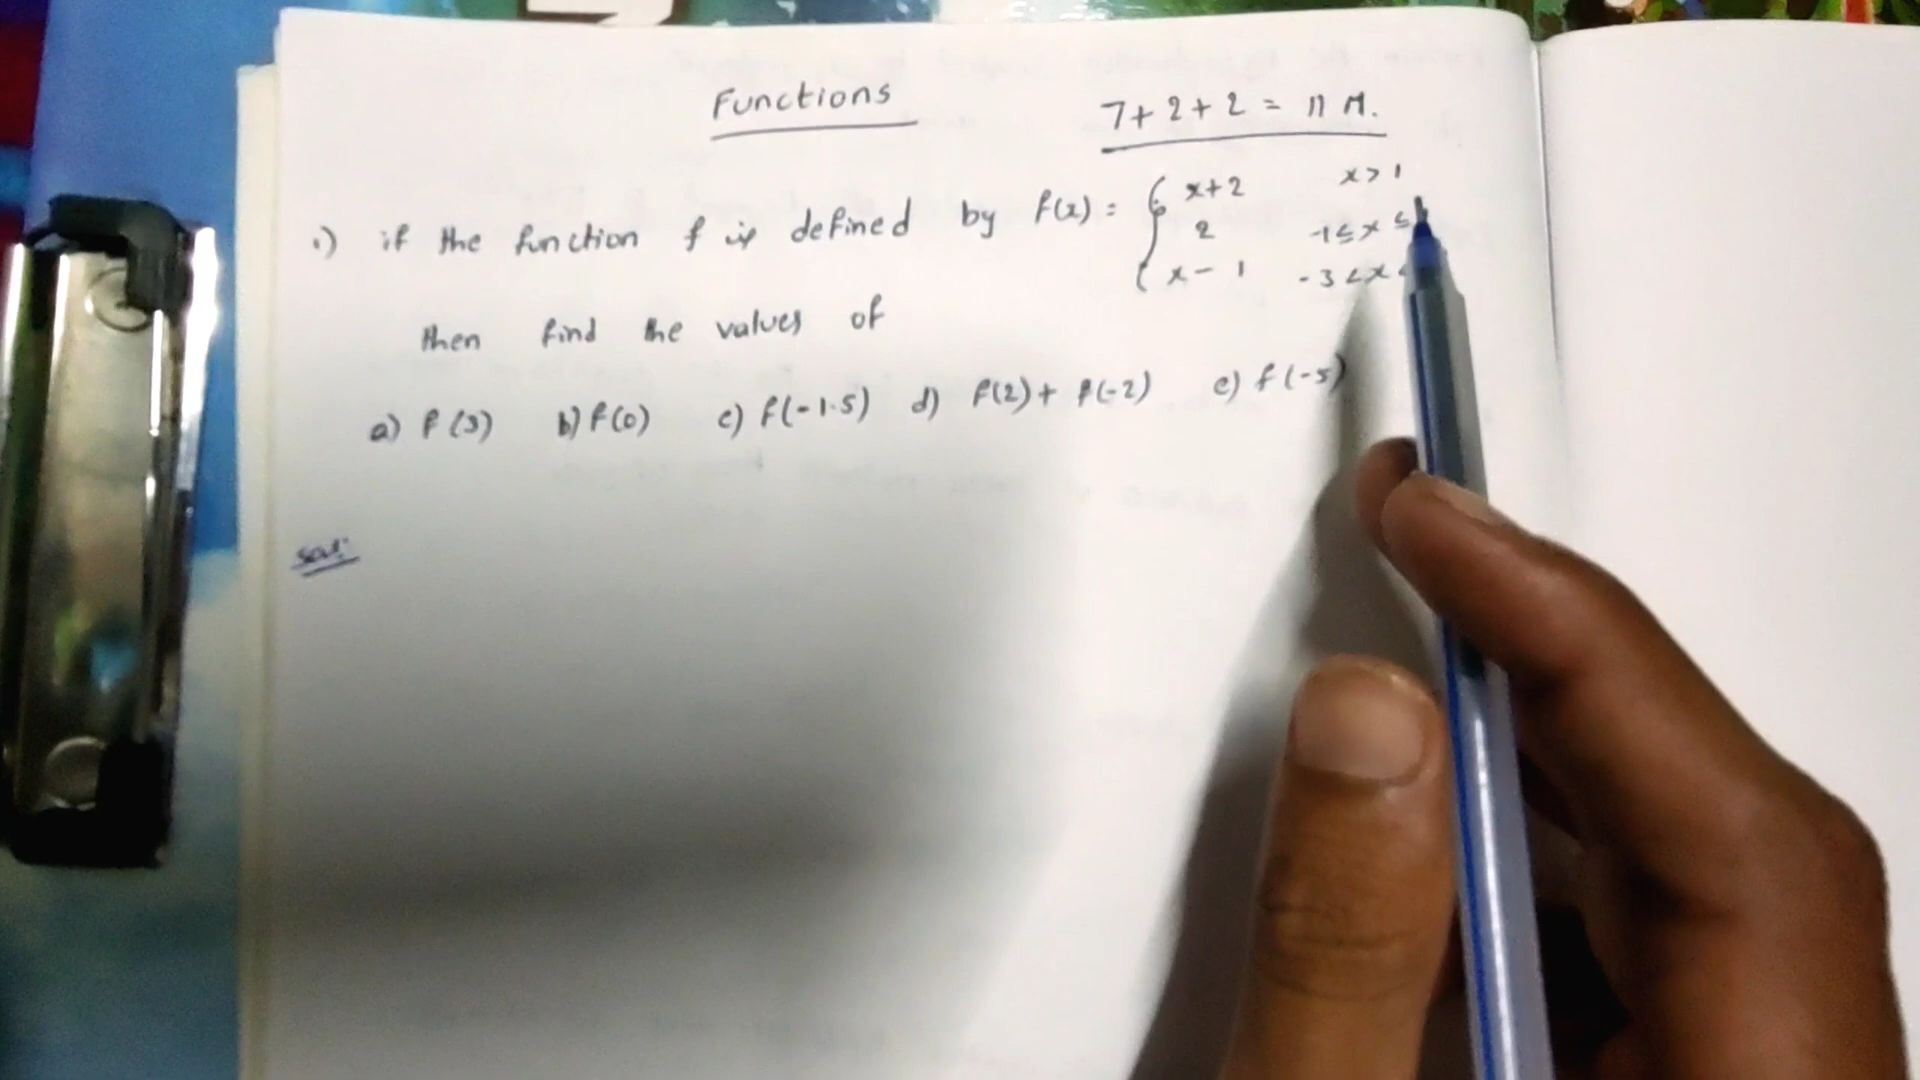 Functions
7+2+2 = 11 M.
1) if the function f is defined by f(x) = { x+2 x>1
2 -1≤x≤
x-1 -3<x<
then find the values of
a) f(3) b) f(0) c) f(-1.5) d) f(2)+f(-2) e) f(-5)
Sol: